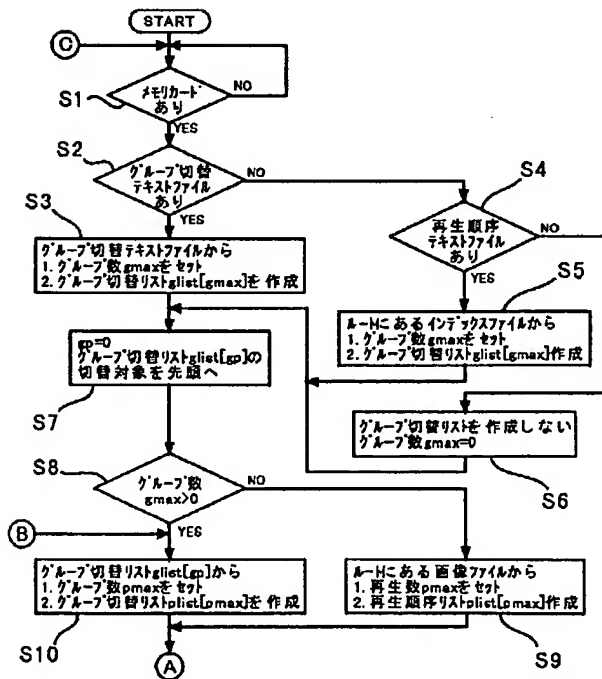 START
C
S1
メモリカード
あり
NO
YES
S2
グループ切替
テキストファイル
あり
NO
YES
S3
グループ切替テキストファイルから
1. グループ数gmaxをセット
2. グループ切替リストglist[gmax]を作成
S4
再生順序
テキストファイル
あり
NO
YES
S5
ルートにあるインデックスファイルから
1. グループ数gmaxをセット
2. グループ切替リストglist[gmax]作成
gp=0
グループ切替リストglist[gp]の
切替対象を先頭へ
S7
グループ切替リストを作成しない
グループ数gmax=0
S6
S8
グループ数
gmax>0
NO
YES
B
グループ切替リストglist[gp]から
1. グループ数pmaxをセット
2. グループ切替リストplist[pmax]を作成
S10
ルートにある画像ファイルから
1. 再生数pmaxをセット
2. 再生順序リストplist[pmax]作成
S9
A